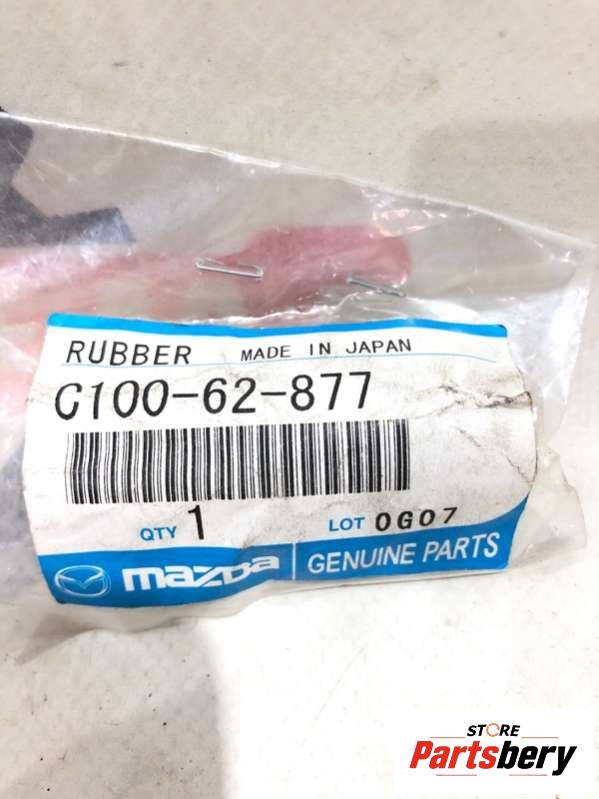 RUBBER MADE IN JAPAN
C100-62-877
QTY 1 LOT 0G07
mazda GENUINE PARTS
STORE
Partsbery